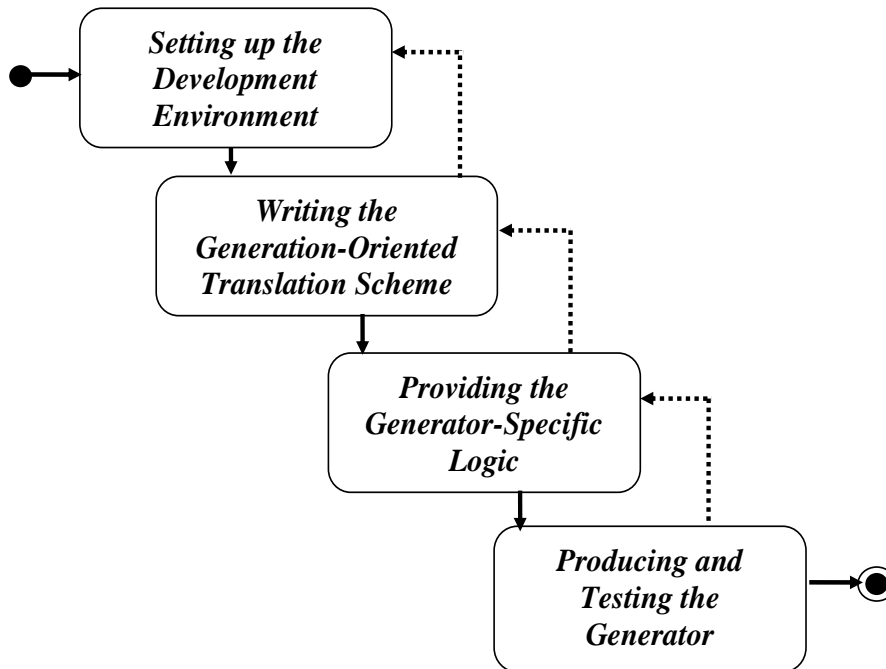 Setting up the
Development
Environment
Writing the
Generation-Oriented
Translation Scheme
Providing the
Generator-Specific
Logic
Producing and
Testing the
Generator